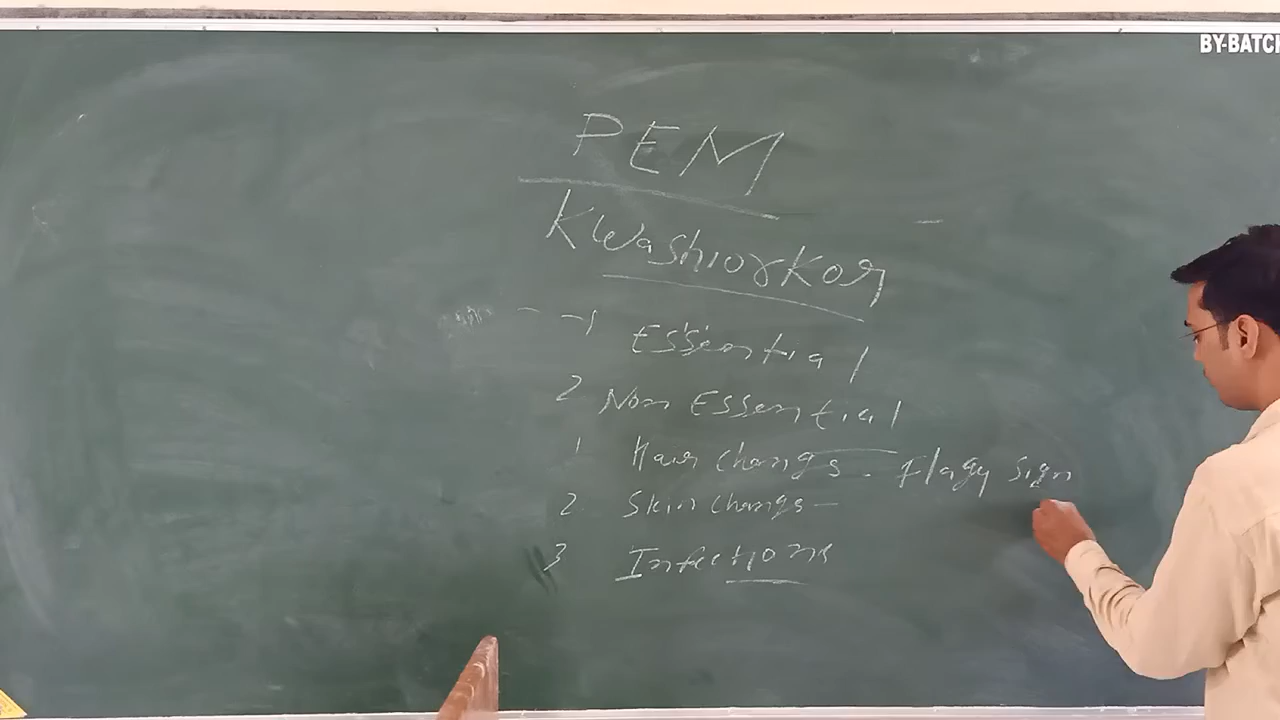 BY-BATCH
PEM
Kwashiorkor
-1 Essential
2 Non Essential
1 Hair changs - Flagy Sign
2. Skin changs -
3 Infections